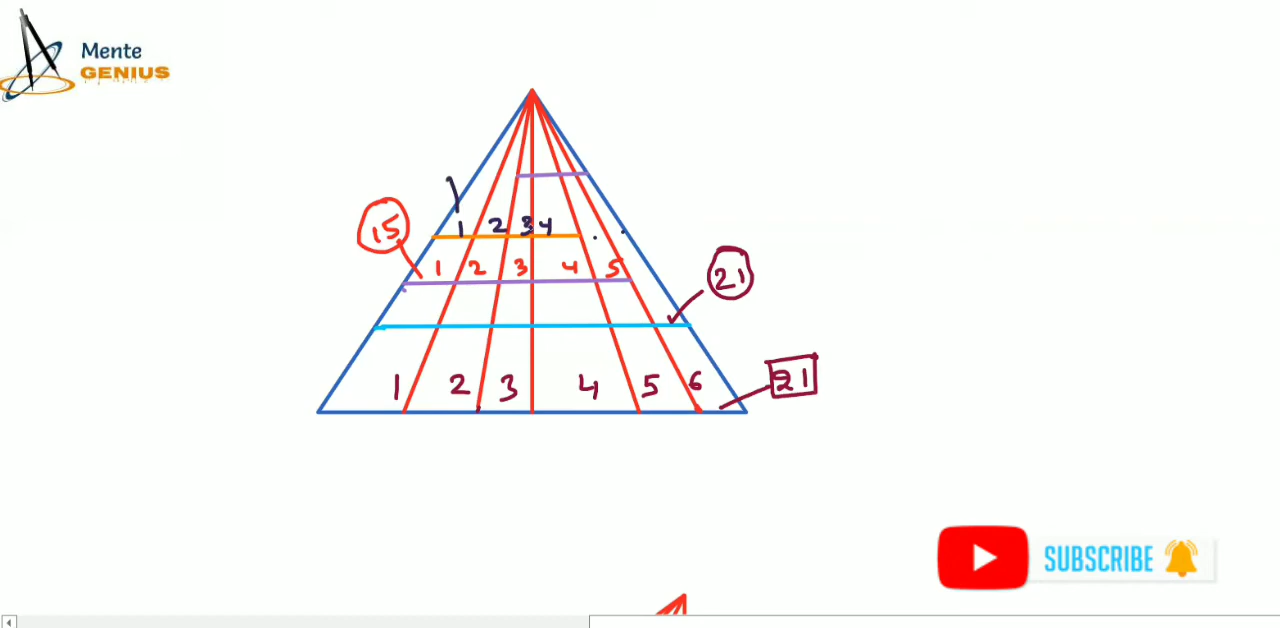 Mente
GENIUS
1 2 3 4
15
1 2 3 4 5
21
1 2 3 4 5 6
21
SUBSCRIBE